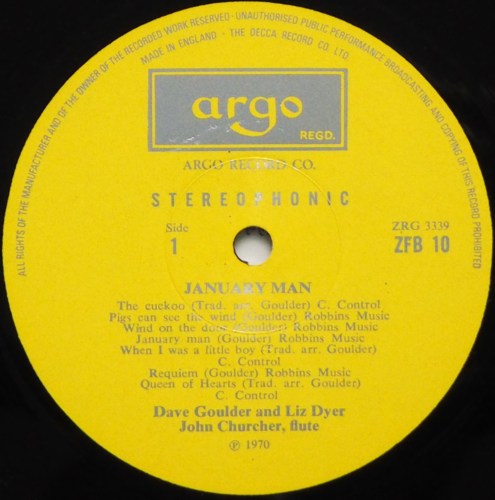 ALL RIGHTS OF THE MANUFACTURER AND OF THE OWNER OF THE RECORDED WORK RESERVED · UNAUTHORISED PUBLIC PERFORMANCE BROADCASTING AND COPYING OF THIS RECORD PROHIBITED
MADE IN ENGLAND · THE DECCA RECORD CO. LTD.
argo
REGD.
ARGO RECORD CO.
STEREOPHONIC
Side
1
ZRG 3339
ZFB 10
JANUARY MAN
The cuckoo (Trad. arr. Goulder) C. Control
Pigs can see the wind (Goulder) Robbins Music
Wind on the door (Goulder) Robbins Music
January man (Goulder) Robbins Music
When I was a little boy (Trad. arr. Goulder)
C. Control
Requiem (Goulder) Robbins Music
Queen of Hearts (Trad. arr. Goulder)
C. Control
Dave Goulder and Liz Dyer
John Churcher, flute
℗ 1970